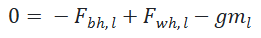 0 = − F_{bh, l} + F_{wh, l} − gm_l